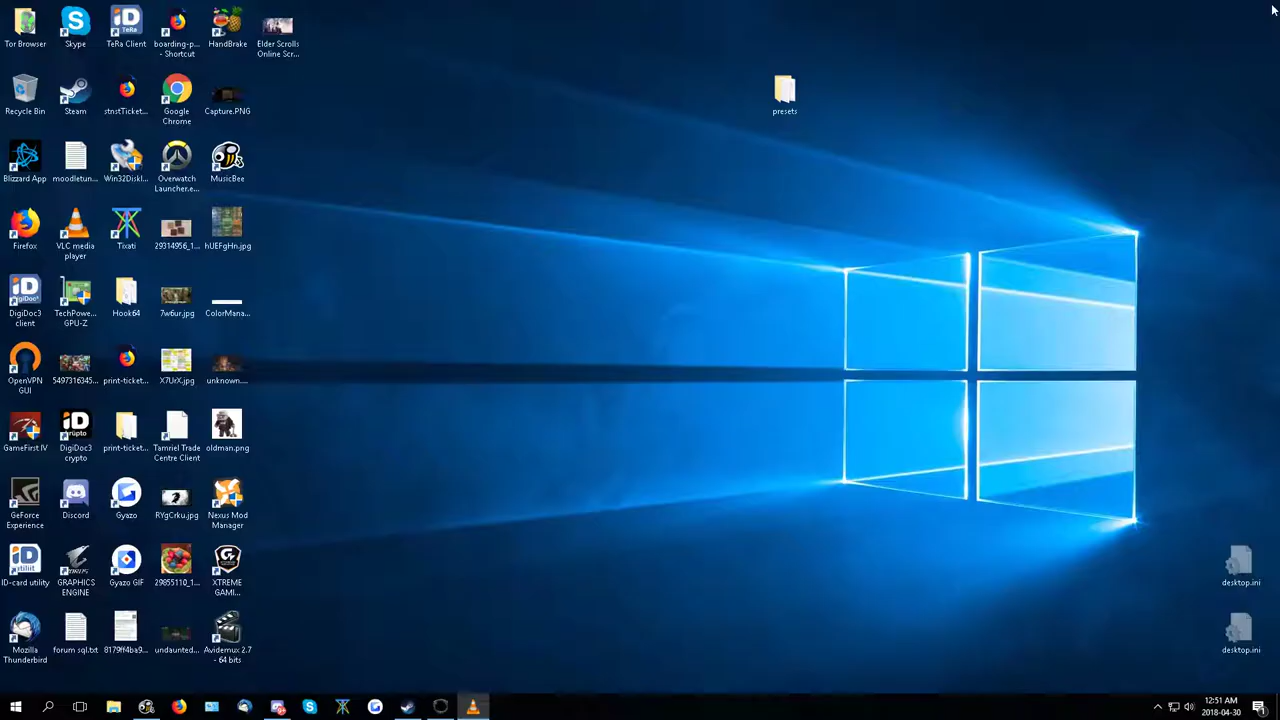 Tor Browser
Skype
TeRa Client
boarding-p...
- Shortcut
HandBrake
Elder Scrolls
Online Scr...
Recycle Bin
Steam
stnstTicket...
Google
Chrome
Capture.PNG
presets
Blizzard App
moodletun...
Win32DiskI...
Overwatch
Launcher.e...
MusicBee
Firefox
VLC media
player
Tixati
29314956_1...
hUEFgHn.jpg
DigiDoc3
client
TechPowe...
GPU-Z
Hook64
7w6ur.jpg
ColorMana...
OpenVPN
GUI
5497316345...
print-ticket...
X7UrX.jpg
unknown....
GameFirst IV
DigiDoc3
crypto
print-ticket...
Tamriel Trade
Centre Client
oldman.png
GeForce
Experience
Discord
Gyazo
RYgCrku.jpg
Nexus Mod
Manager
ID-card utility
GRAPHICS
ENGINE
Gyazo GIF
29855110_1...
XTREME
GAMI...
desktop.ini
Mozilla
Thunderbird
forum sql.txt
8179ff4ba9...
undaunted...
Avidemux 2.7
- 64 bits
desktop.ini
12:51 AM
2018-04-30